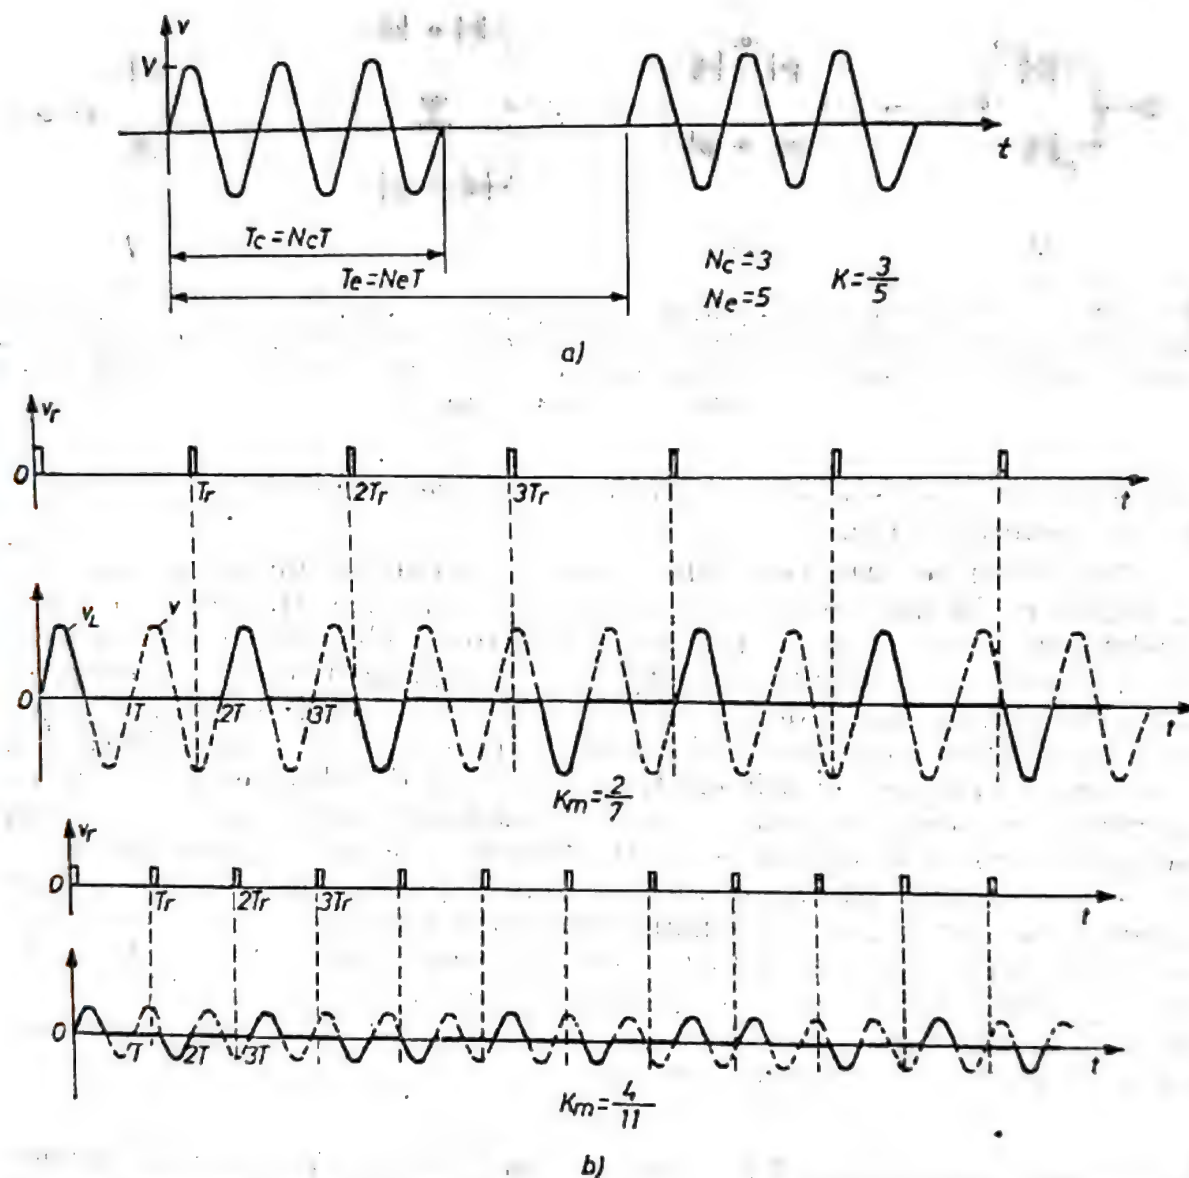 v
V
t
Tc=NcT
Te=NeT
Nc=3
Ne=5
K=3/5
a)
vr
0
Tr
2Tr
3Tr
t
vL
v
0
1T
2T
3T
t
Km=2/7
vr
0
Tr
2Tr
3Tr
t
0
T
2T
3T
t
Km=4/11
b)